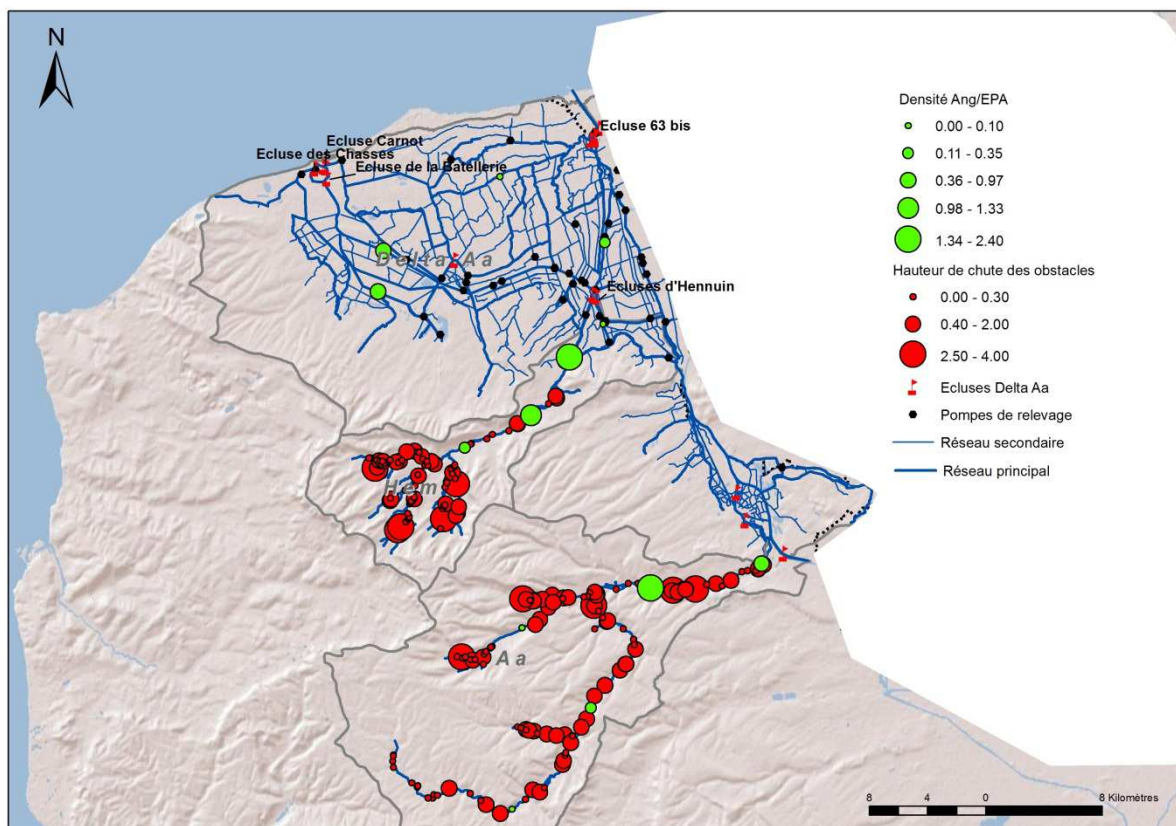 N
Ecluse 63 bis
Ecluse Carnot
Ecluse des Chasses
Ecluse de la Batellerie
Delta Aa
Ecluses d'Hennuin
Hem
Aa
Densité Ang/EPA
0.00 - 0.10
0.11 - 0.35
0.36 - 0.97
0.98 - 1.33
1.34 - 2.40
Hauteur de chute des obstacles
0.00 - 0.30
0.40 - 2.00
2.50 - 4.00
Ecluses Delta Aa
Pompes de relevage
Réseau secondaire
Réseau principal
8 4 0 8 Kilomètres